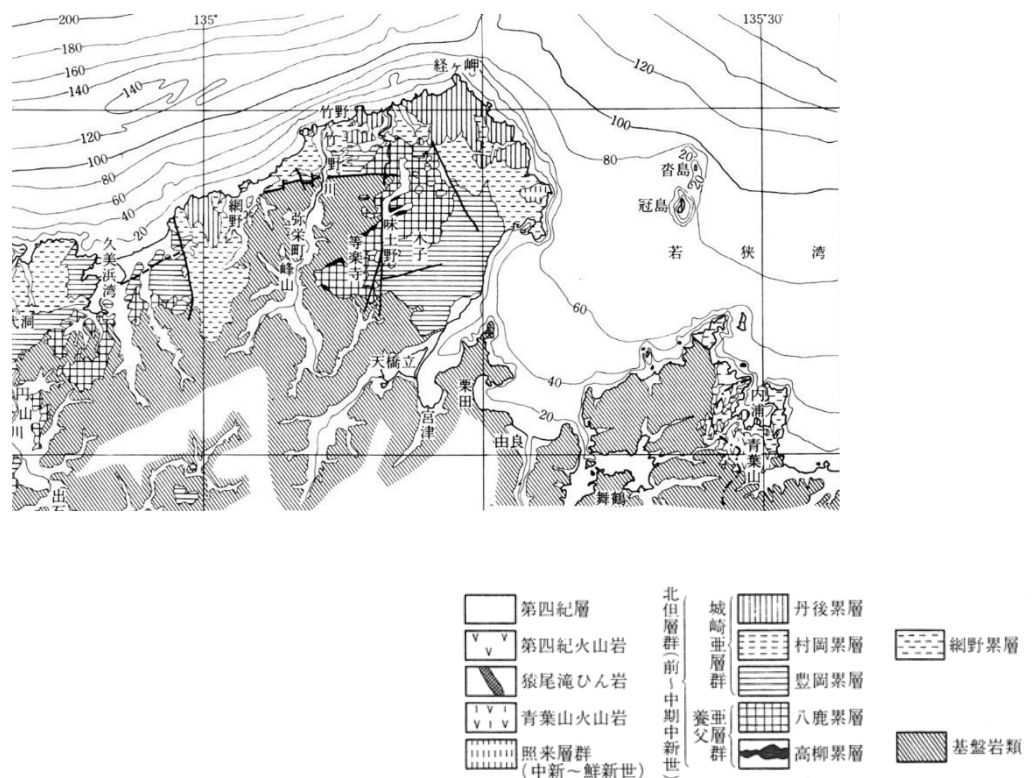 200
180
160
140
140
120
100
80
60
40
20
135°
135°30′
120
100
80
経ヶ岬
竹野
竹野川
網野
弥栄町
峰山
等楽寺
味土野
木子
久美浜湾
20
沓島
20
冠島
若狭湾
60
代洞
円山川
出石
天橋立
宮津
栗田
由良
40
20
舞鶴
内浦
青葉山
第四紀層
第四紀火山岩
猿尾滝ひん岩
青葉山火山岩
照来層群
(中新~鮮新世)
北但層群(前~中期中新世)
城崎亜層群
養父亜層群
丹後累層
村岡累層
豊岡累層
八鹿累層
高柳累層
網野累層
基盤岩類